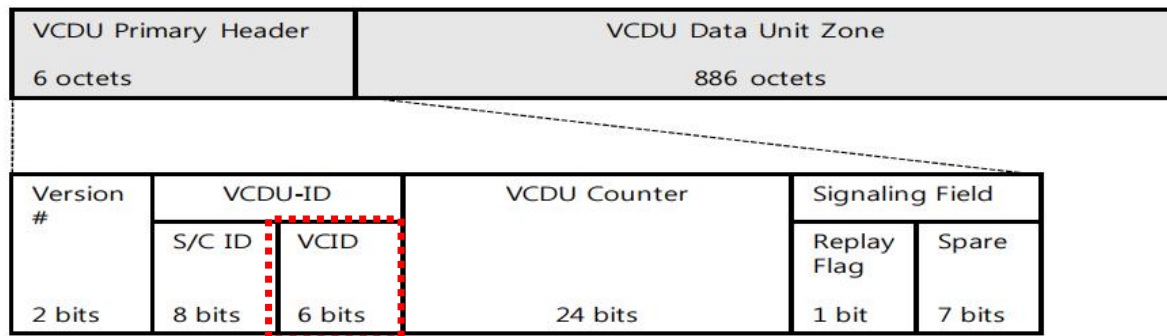 VCDU Primary Header
6 octets
VCDU Data Unit Zone
886 octets
Version
#
2 bits
VCDU-ID
S/C ID
8 bits
VCID
6 bits
VCDU Counter
24 bits
Signaling Field
Replay
Flag
1 bit
Spare
7 bits